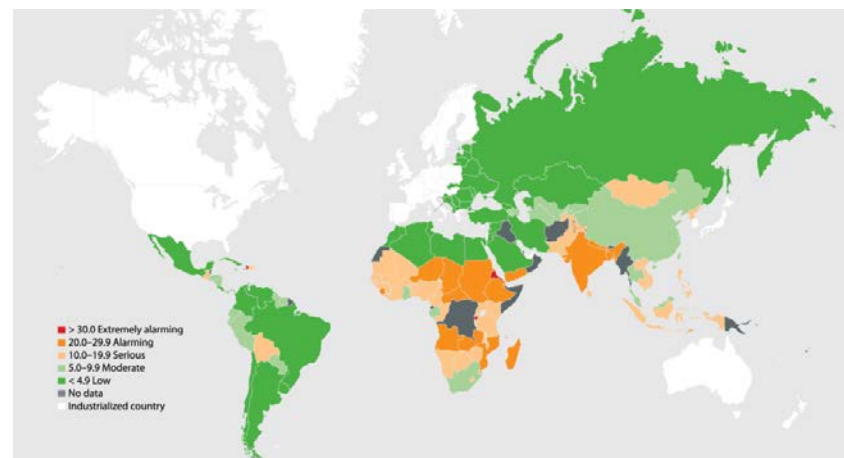 > 30.0 Extremely alarming
20.0–29.9 Alarming
10.0–19.9 Serious
5.0–9.9 Moderate
< 4.9 Low
No data
Industrialized country